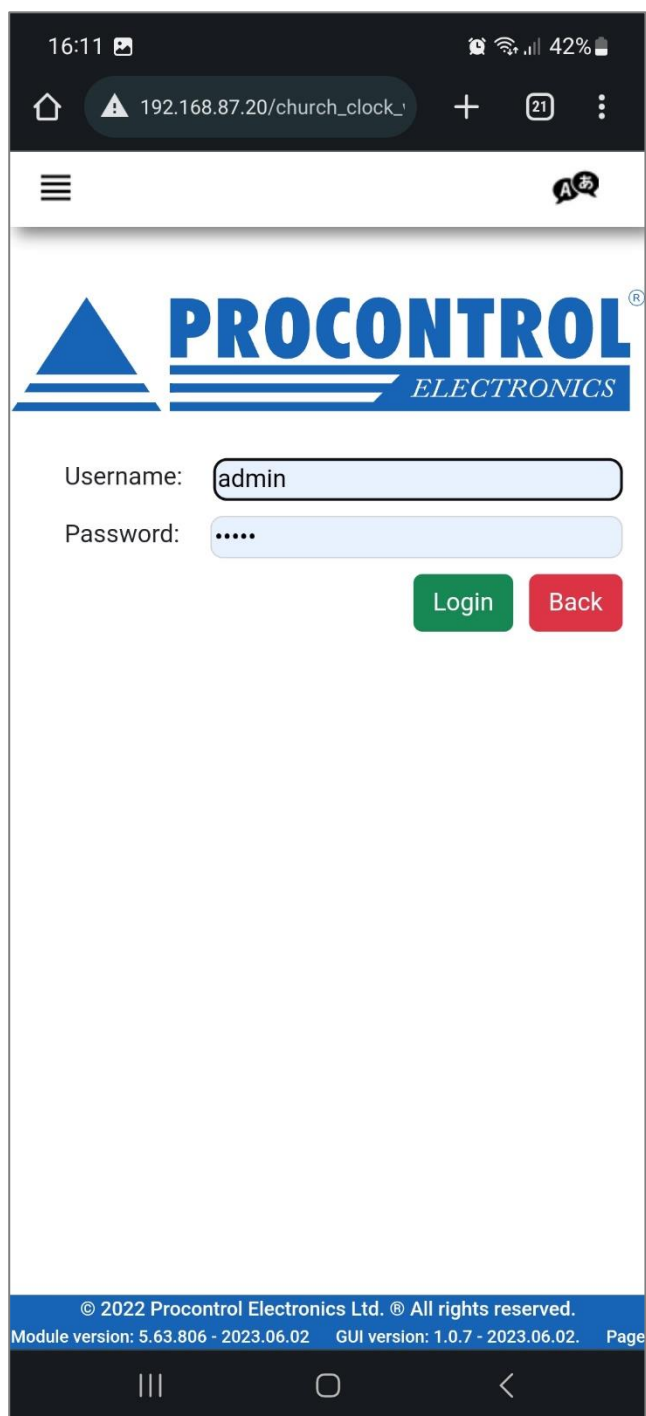 16:11 42%
192.168.87.20/church_clock_
21
Aあ
PROCONTROL®
ELECTRONICS
Username: admin
Password: •••••
Login Back
© 2022 Procontrol Electronics Ltd. ® All rights reserved.
Module version: 5.63.806 - 2023.06.02 GUI version: 1.0.7 - 2023.06.02. Page